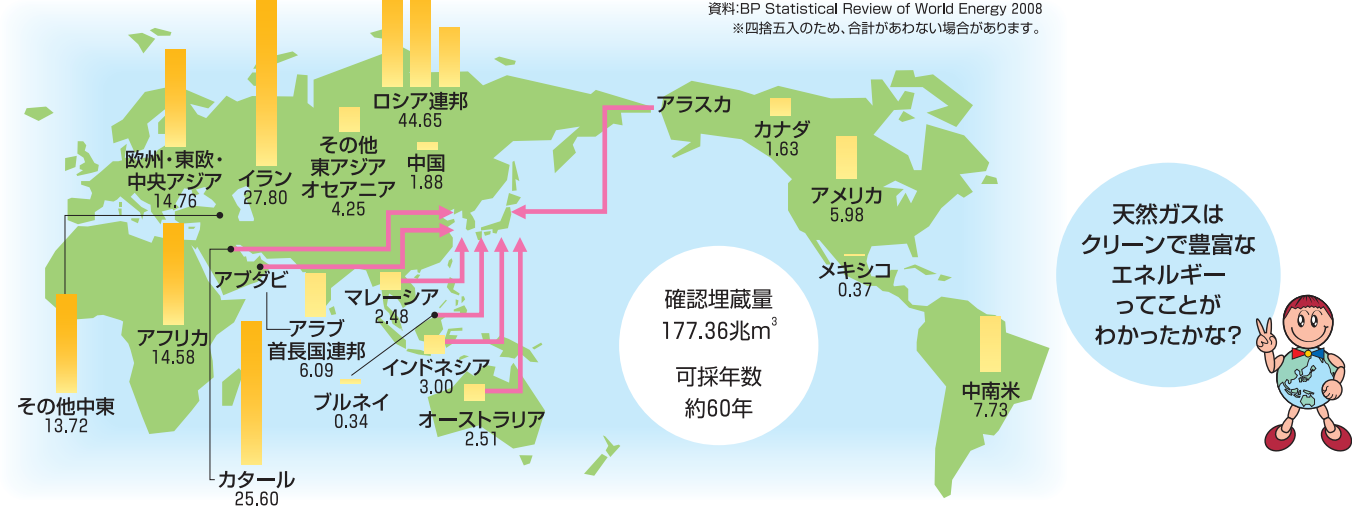 資料:BP Statistical Review of World Energy 2008
※四捨五入のため、合計があわない場合があります。
ロシア連邦
44.65
アラスカ
カナダ
1.63
その他
東アジア
オセアニア
4.25
中国
1.88
欧州・東欧・
中央アジア
14.76
イラン
27.80
アメリカ
5.98
天然ガスは
クリーンで豊富な
エネルギー
ってことが
わかったかな?
メキシコ
0.37
アブダビ
マレーシア
2.48
確認埋蔵量
177.36兆m³
可採年数
約60年
アフリカ
14.58
アラブ
首長国連邦
6.09
インドネシア
3.00
ブルネイ
0.34
オーストラリア
2.51
中南米
7.73
その他中東
13.72
カタール
25.60